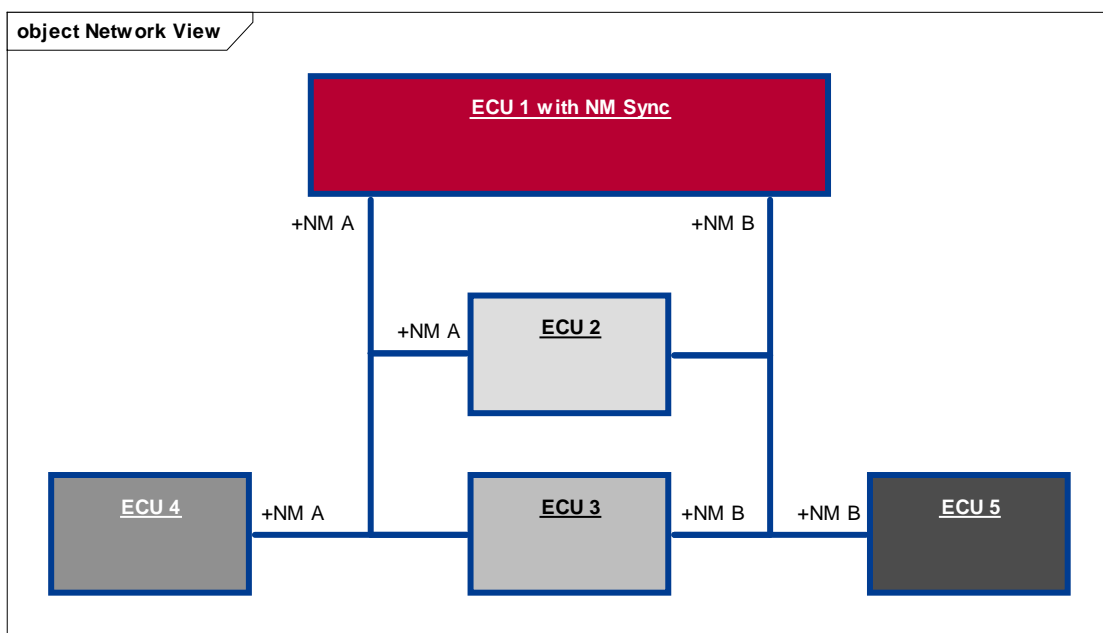 object Network View
ECU 1 with NM Sync
+NM A
+NM B
+NM A
ECU 2
ECU 4
+NM A
ECU 3
+NM B
+NM B
ECU 5